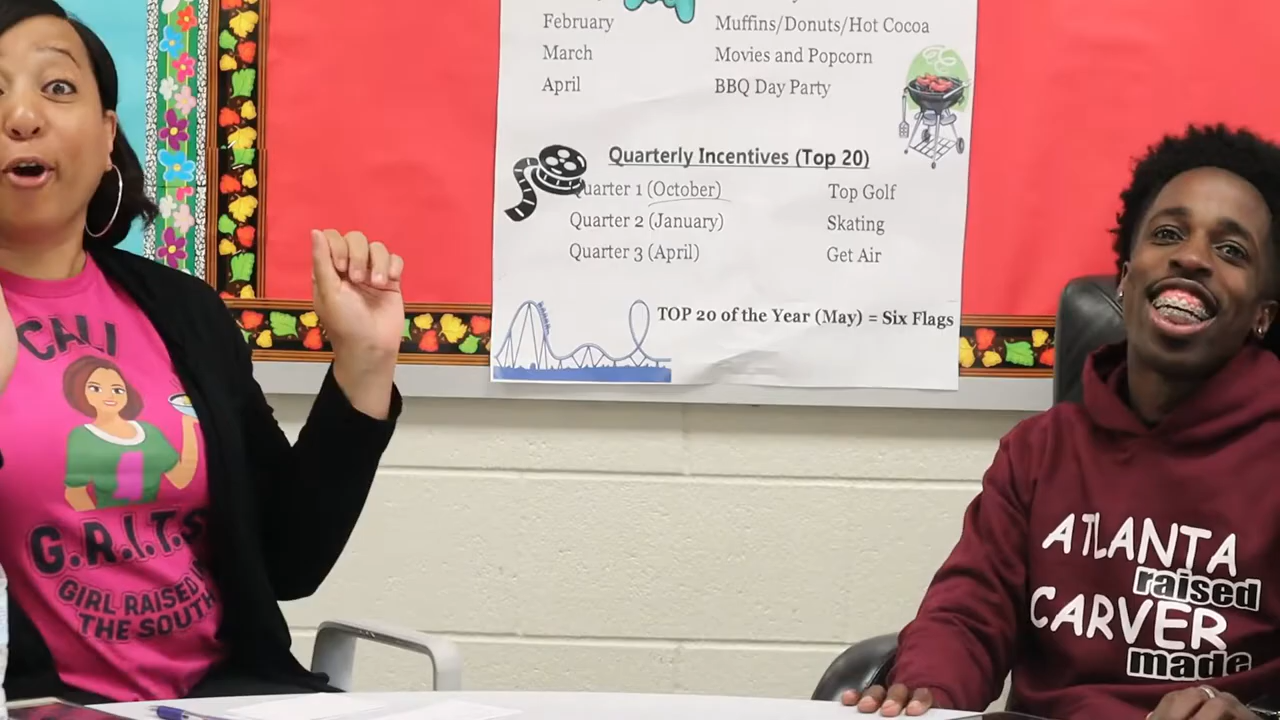 February Muffins/Donuts/Hot Cocoa
March Movies and Popcorn
April BBQ Day Party
Quarterly Incentives (Top 20)
Quarter 1 (October) Top Golf
Quarter 2 (January) Skating
Quarter 3 (April) Get Air
TOP 20 of the Year (May) = Six Flags
CALI
G.R.I.T.S
GIRL RAISED
THE SOUTH
ATLANTA
raised
CARVER
made